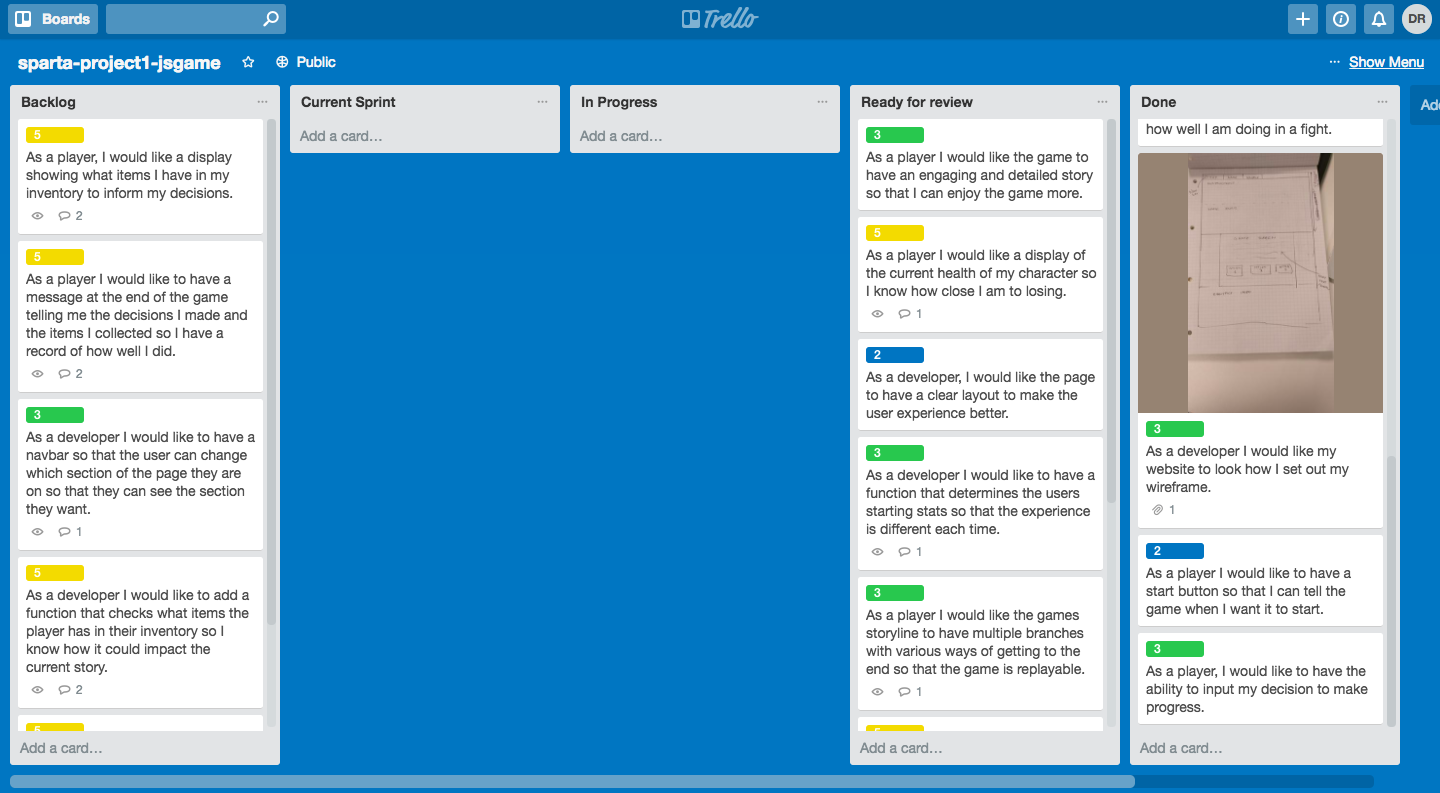 Boards
Trello
DR
sparta-project1-jsgame
Public
... Show Menu
Backlog
...
5
As a player, I would like a display
showing what items I have in my
inventory to inform my decisions.
2
5
As a player I would like to have a
message at the end of the game
telling me the decisions I made and
the items I collected so I have a
record of how well I did.
2
3
As a developer I would like to have a
navbar so that the user can change
which section of the page they are
on so that they can see the section
they want.
1
5
As a developer I would like to add a
function that checks what items the
player has in their inventory so I
know how it could impact the
current story.
2
5
Add a card...
Current Sprint
...
Add a card...
In Progress
...
Add a card...
Ready for review
...
3
As a player I would like the game to
have an engaging and detailed story
so that I can enjoy the game more.
5
As a player I would like a display of
the current health of my character so
I know how close I am to losing.
1
2
As a developer, I would like the page
to have a clear layout to make the
user experience better.
3
As a developer I would like to have a
function that determines the users
starting stats so that the experience
is different each time.
1
3
As a player I would like the games
storyline to have multiple branches
with various ways of getting to the
end so that the game is replayable.
1
5
Add a card...
Done
...
how well I am doing in a fight.
3
As a developer I would like my
website to look how I set out my
wireframe.
1
2
As a player I would like to have a
start button so that I can tell the
game when I want it to start.
3
As a player, I would like to have the
ability to input my decision to make
progress.
Add a card...
Add